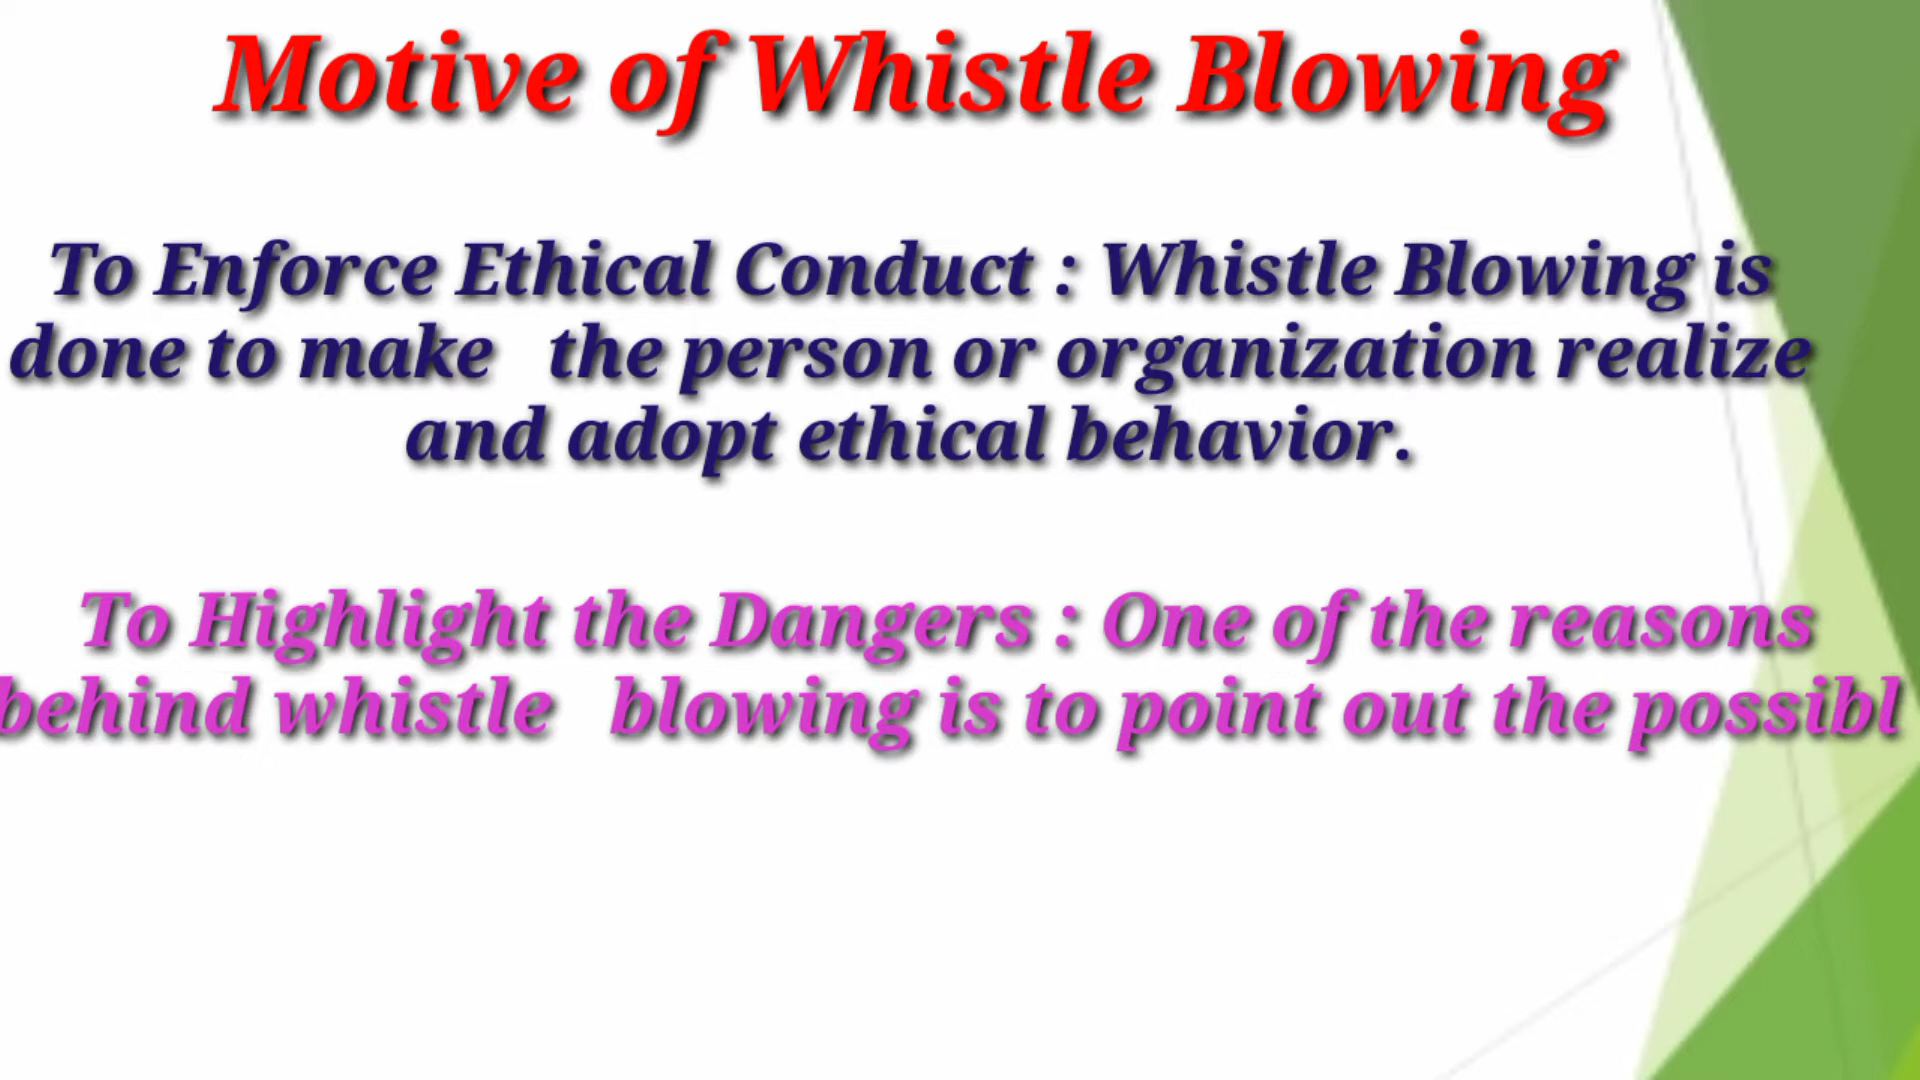 Motive of Whistle Blowing
To Enforce Ethical Conduct : Whistle Blowing is
done to make the person or organization realize
and adopt ethical behavior.
To Highlight the Dangers : One of the reasons
behind whistle blowing is to point out the possibl